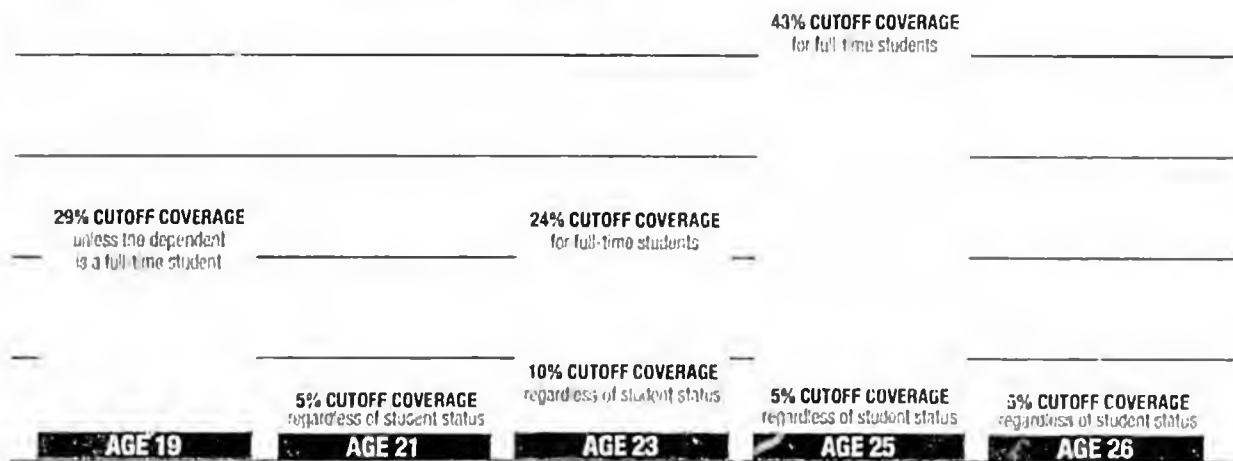 43% CUTOFF COVERAGE
for full-time students
29% CUTOFF COVERAGE
unless the dependent
is a full-time student
24% CUTOFF COVERAGE
for full-time students
10% CUTOFF COVERAGE
regardless of student status
5% CUTOFF COVERAGE
regardless of student status
5% CUTOFF COVERAGE
regardless of student status
CUTOFF COVERAGE
regardless of student status
AGE 19
AGE 21
AGE 23
AGE 25
AGE 26